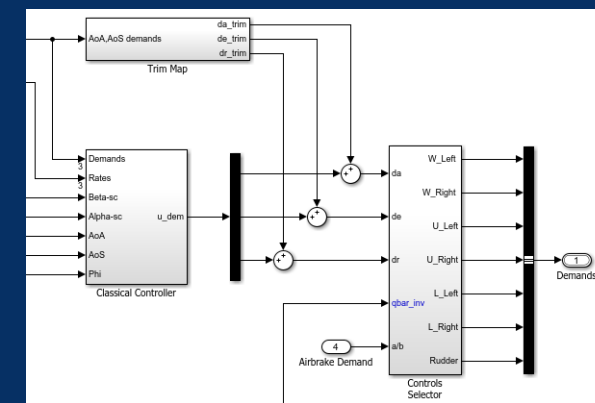 AoA,AoS demands
da_trim
de_trim
dr_trim
Trim Map
Demands
3
Rates
3
Beta-sc
Alpha-sc
AoA
AoS
Phi
u_dem
Classical Controller
+
+
+
+
+
+
da
de
dr
qbar_inv
a/b
W_Left
W_Right
U_Left
U_Right
L_Left
L_Right
Rudder
Controls
Selector
4
Airbrake Demand
1
Demands